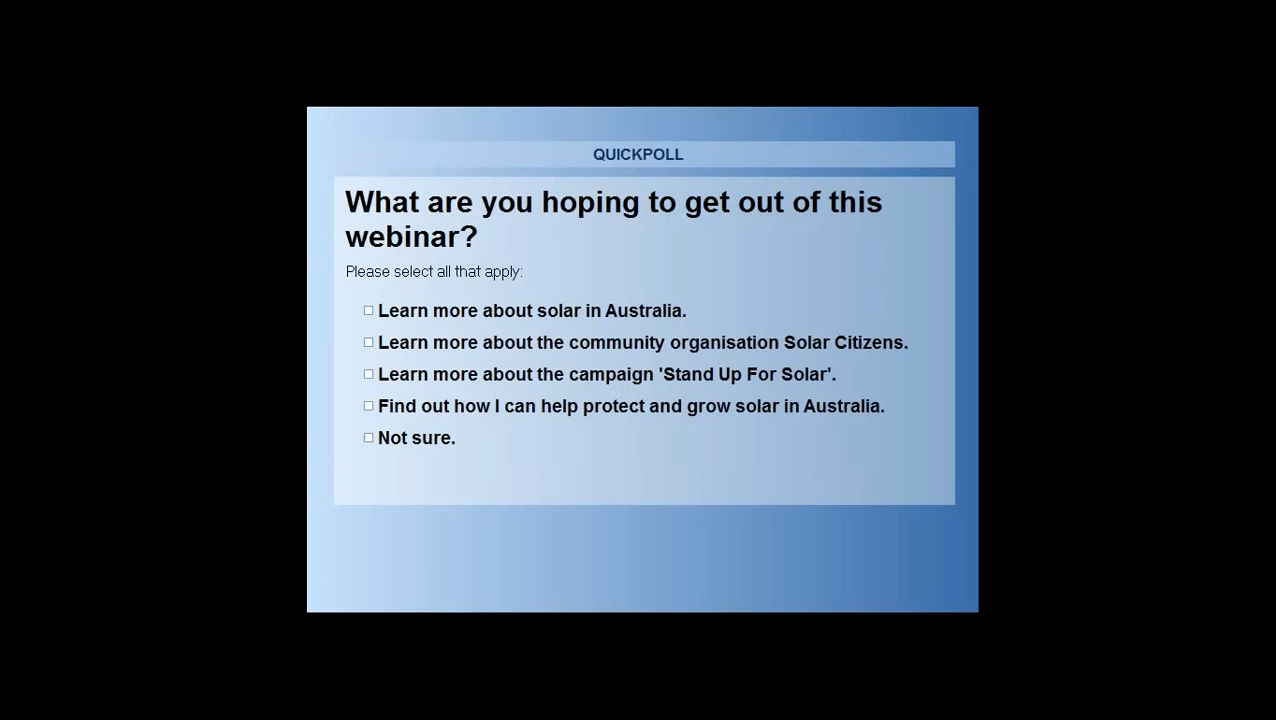 QUICKPOLL
What are you hoping to get out of this
webinar?
Please select all that apply:
Learn more about solar in Australia.
Learn more about the community organisation Solar Citizens.
Learn more about the campaign 'Stand Up For Solar'.
Find out how I can help protect and grow solar in Australia.
Not sure.